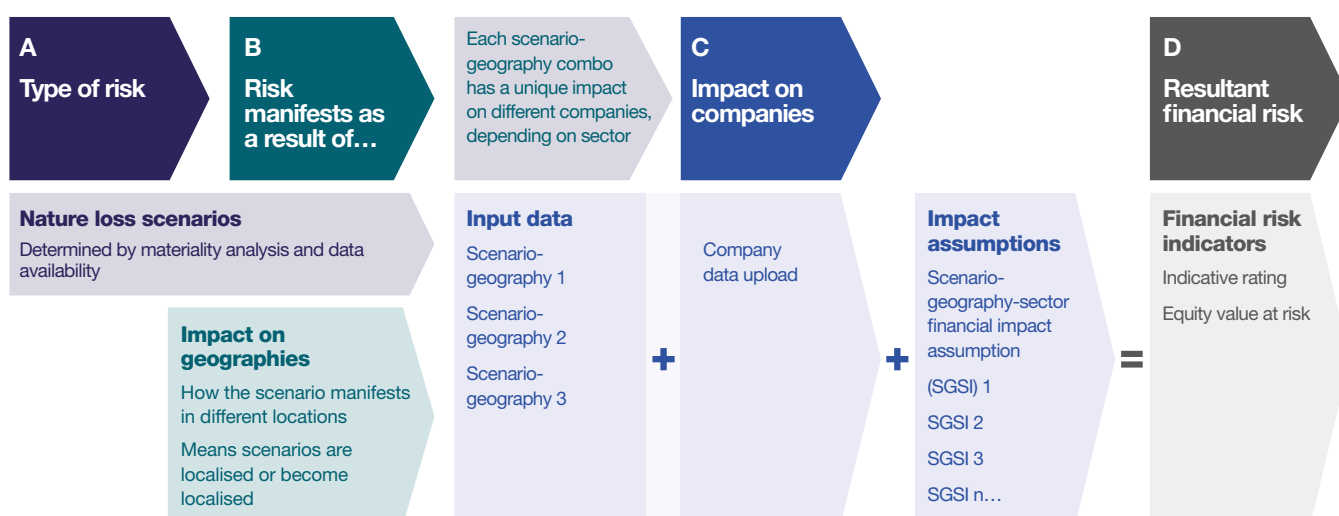 A
Type of risk
B
Risk
manifests as
a result of…
Each scenario-
geography combo
has a unique impact
on different companies,
depending on sector
C
Impact on
companies
D
Resultant
financial risk
Nature loss scenarios
Determined by materiality analysis and data
availability
Impact on
geographies
How the scenario manifests
in different locations
Means scenarios are
localised or become
localised
Input data
Scenario-
geography 1
Scenario-
geography 2
Scenario-
geography 3
+
Company
data upload
+
Impact
assumptions
Scenario-
geography-sector
financial impact
assumption
(SGSI) 1
SGSI 2
SGSI 3
SGSI n…
=
Financial risk
indicators
Indicative rating
Equity value at risk